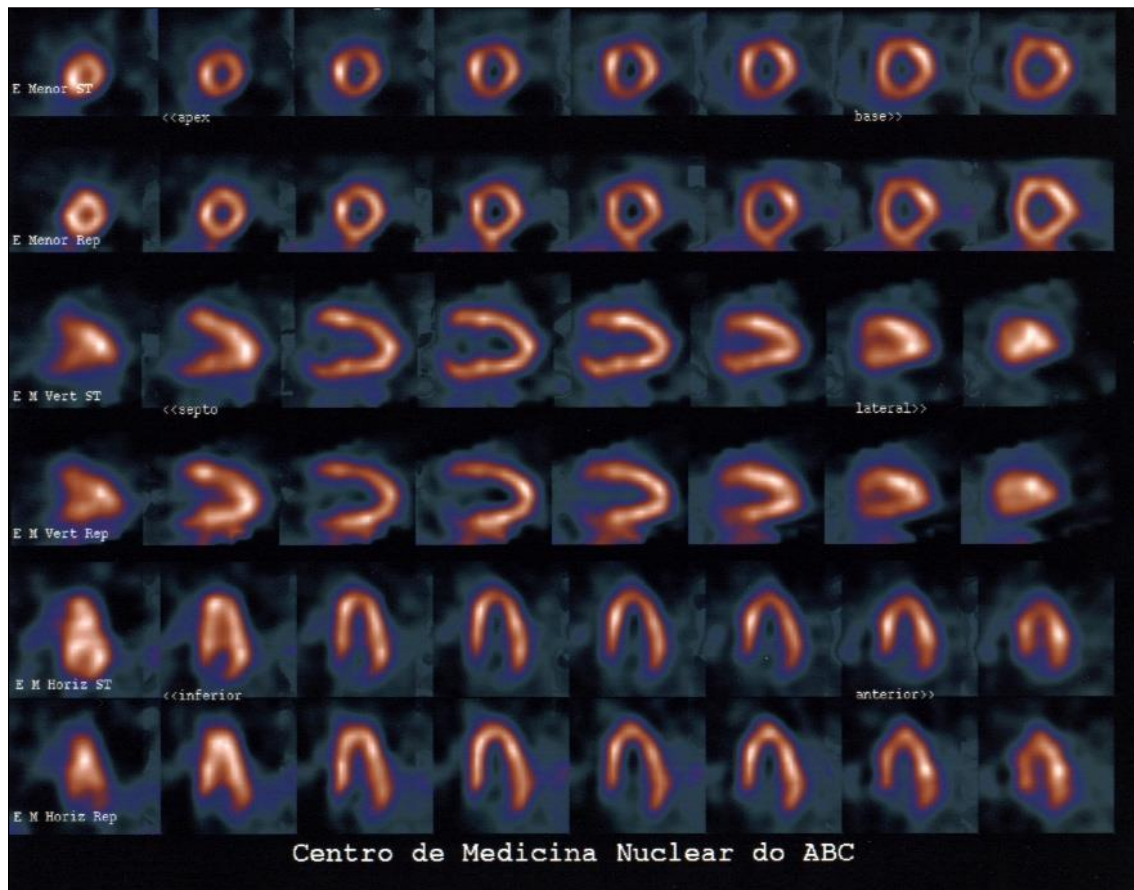 E Menor ST
<<apex base>>
E Menor Rep
E M Vert ST
<<septo lateral>>
E M Vert Rep
E M Horiz ST
<<inferior anterior>>
E M Horiz Rep
Centro de Medicina Nuclear do ABC